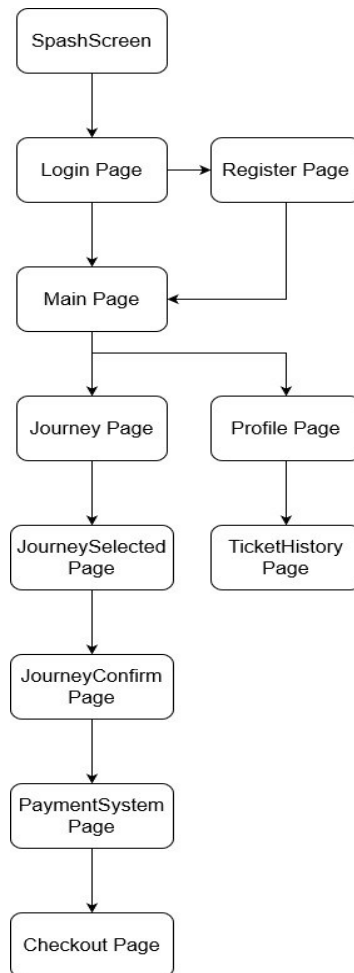 SpashScreen
Login Page
Register Page
Main Page
Journey Page
Profile Page
JourneySelected
Page
TicketHistory
Page
JourneyConfirm
Page
PaymentSystem
Page
Checkout Page